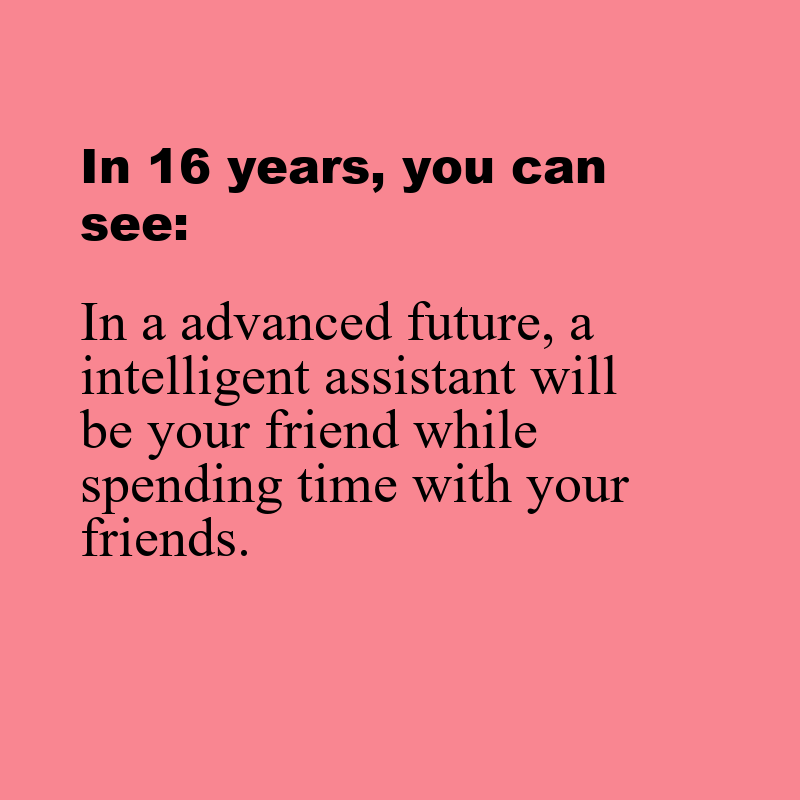 In 16 years, you can
see:
In a advanced future, a
intelligent assistant will
be your friend while
spending time with your
friends.